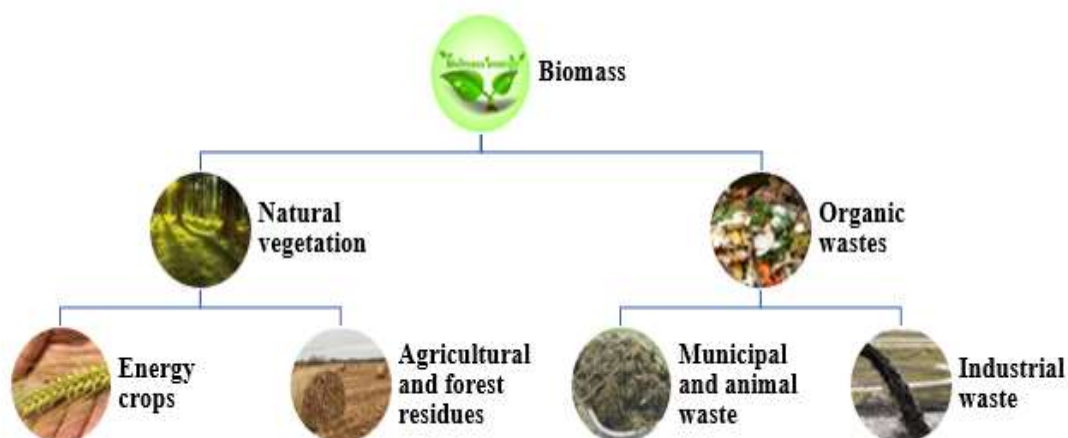 Biomass
Natural
vegetation
Organic
wastes
Energy
crops
Agricultural
and forest
residues
Municipal
and animal
waste
Industrial
waste